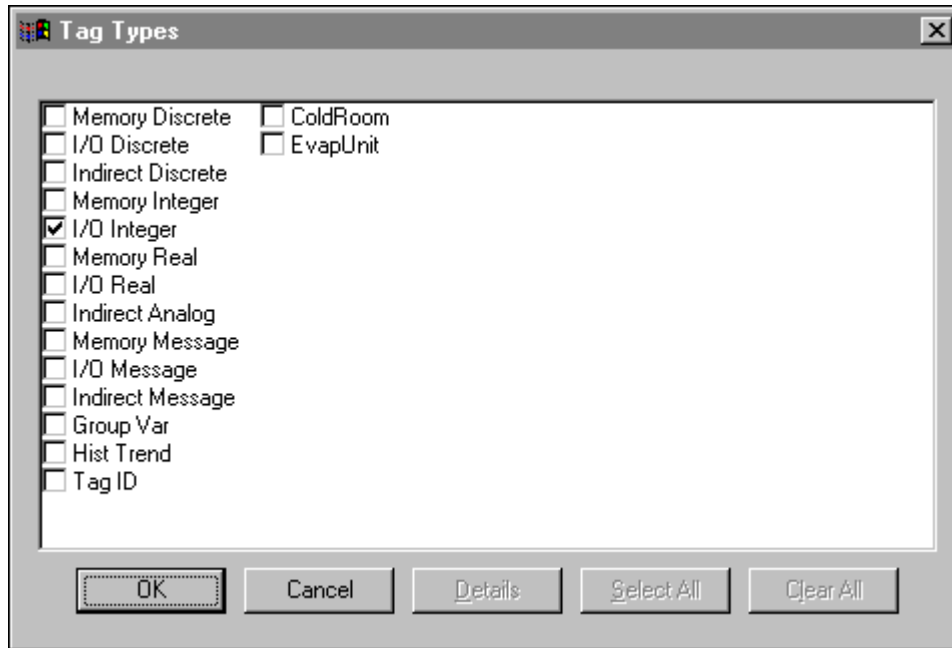 Tag Types
Memory Discrete
I/O Discrete
Indirect Discrete
Memory Integer
I/O Integer
Memory Real
I/O Real
Indirect Analog
Memory Message
I/O Message
Indirect Message
Group Var
Hist Trend
Tag ID
ColdRoom
EvapUnit
OK
Cancel
Details
Select All
Clear All